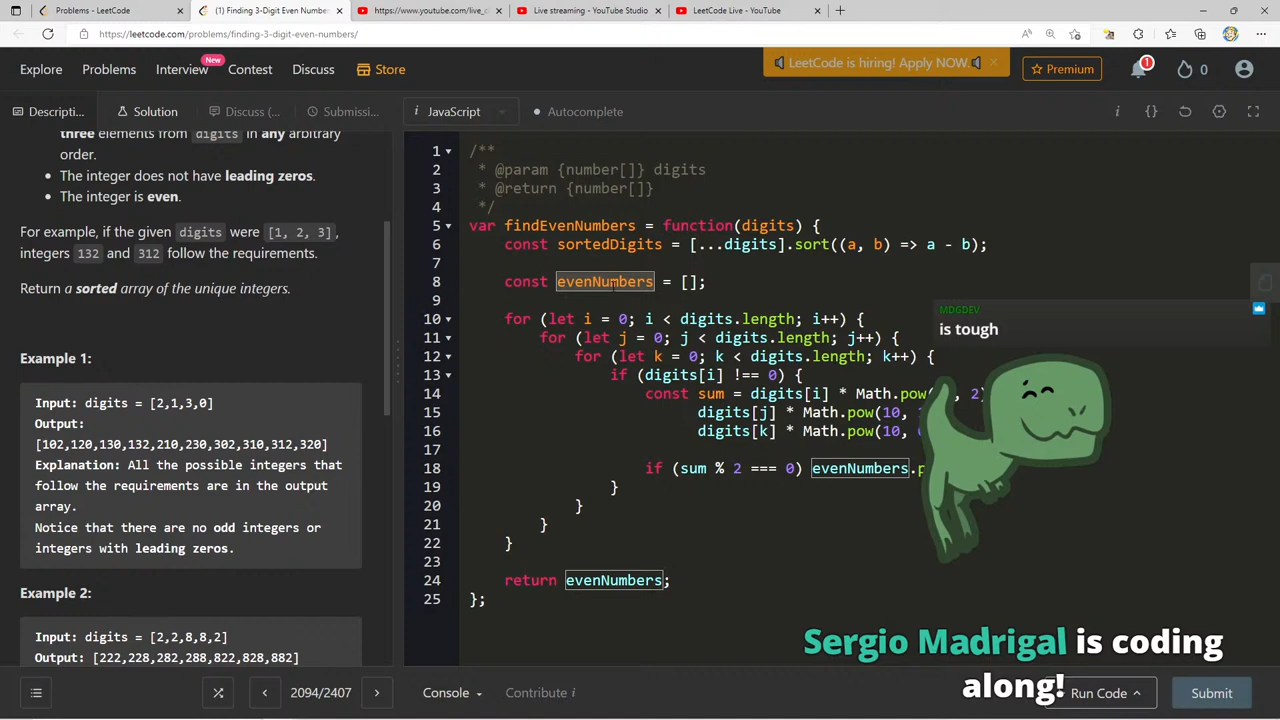 Problems - LeetCode
(1) Finding 3-Digit Even Number
https://www.youtube.com/live_c
Live streaming - YouTube Studio
LeetCode Live - YouTube
https://leetcode.com/problems/finding-3-digit-even-numbers/
Explore
Problems
Interview
New
Contest
Discuss
Store
LeetCode is hiring! Apply NOW.
Premium
1
0
Descripti...
Solution
Discuss (...
Submissi...
i JavaScript
Autocomplete
three elements from digits in any arbitrary
order.
The integer does not have leading zeros.
The integer is even.
For example, if the given digits were [1, 2, 3],
integers 132 and 312 follow the requirements.
Return a sorted array of the unique integers.
Example 1:
Input: digits = [2,1,3,0]
Output:
[102,120,130,132,210,230,302,310,312,320]
Explanation: All the possible integers that
follow the requirements are in the output
array.
Notice that there are no odd integers or
integers with leading zeros.
Example 2:
Input: digits = [2,2,8,8,2]
Output: [222,228,282,288,822,828,882]
1 /**
2 * @param {number[]} digits
3 * @return {number[]}
4 */
5 var findEvenNumbers = function(digits) {
6 const sortedDigits = [...digits].sort((a, b) => a - b);
7
8 const evenNumbers = [];
9
10 for (let i = 0; i < digits.length; i++) {
11 for (let j = 0; j < digits.length; j++) {
12 for (let k = 0; k < digits.length; k++) {
13 if (digits[i] !== 0) {
14 const sum = digits[i] * Math.pow( , 2)
15 digits[j] * Math.pow(10,
16 digits[k] * Math.pow(10,
17
18 if (sum % 2 === 0) evenNumbers.p
19 }
20 }
21 }
22 }
23
24 return evenNumbers;
25 };
MDGDEV
is tough
Sergio Madrigal is coding
along!
2094/2407
Console
Contribute i
Run Code
Submit